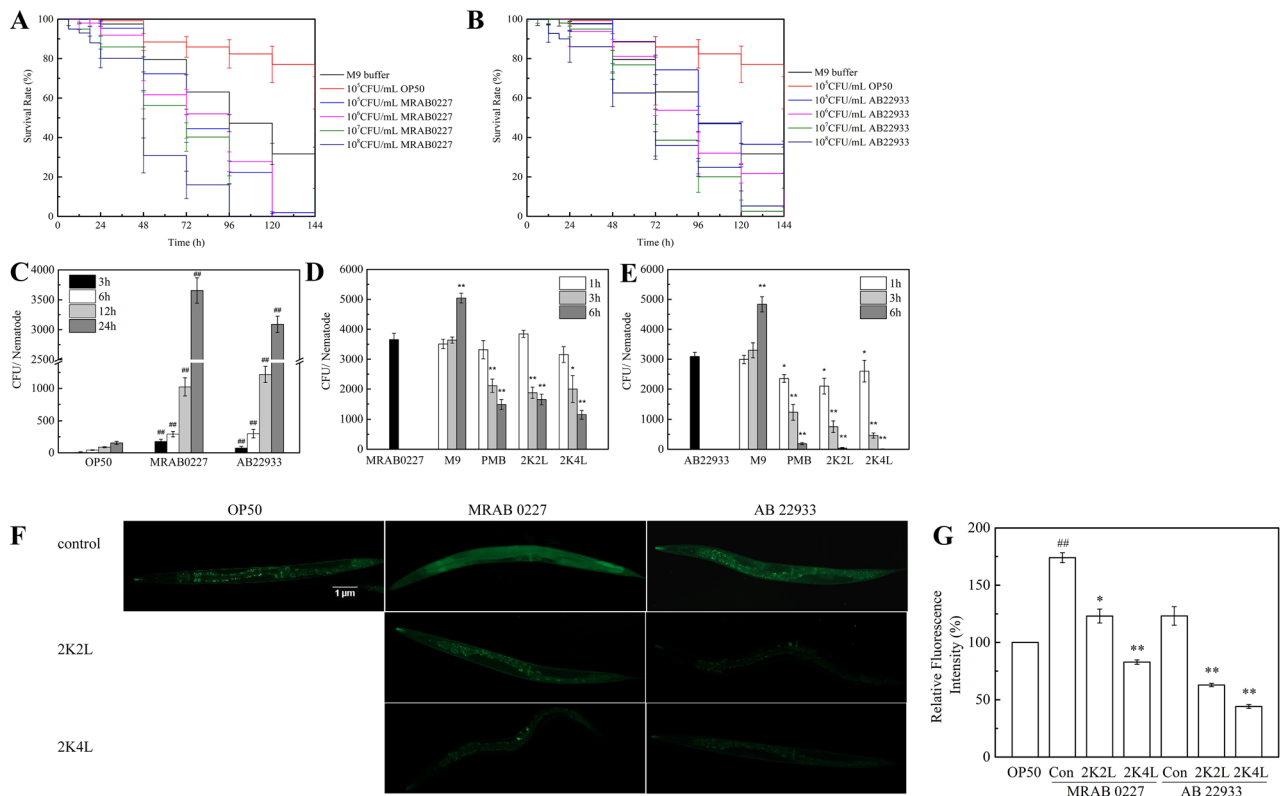 A
B
100
80
60
40
20
0
Survival Rate (%)
0 24 48 72 96 120 144
Time (h)
M9 buffer
10⁵CFU/mL OP50
10⁵CFU/mL MRAB0227
10⁶CFU/mL MRAB0227
10⁷CFU/mL MRAB0227
10⁸CFU/mL MRAB0227
100
80
60
40
20
0
Survival Rate (%)
0 24 48 72 96 120 144
Time (h)
M9 buffer
10⁵CFU/mL OP50
10⁵CFU/mL AB22933
10⁶CFU/mL AB22933
10⁷CFU/mL AB22933
10⁸CFU/mL AB22933
C
4000
3500
3000
2500
1000
500
0
CFU/ Nematode
3h
6h
12h
24h
## ## ## ##
## ## ## ##
OP50 MRAB0227 AB22933
D
6000
5000
4000
3000
2000
1000
0
CFU/ Nematode
1h
3h
6h
**
** **
** **
* **
MRAB0227 M9 PMB 2K2L 2K4L
E
6000
5000
4000
3000
2000
1000
0
CFU/ Nematode
1h
3h
6h
**
* ** **
* ** **
* ** **
AB22933 M9 PMB 2K2L 2K4L
F
OP50 MRAB 0227 AB 22933
control
1 μm
2K2L
2K4L
G
200
150
100
50
0
Relative Fluorescence
Intensity (%)
## * ** ** **
OP50 Con 2K2L 2K4L Con 2K2L 2K4L
MRAB 0227 AB 22933